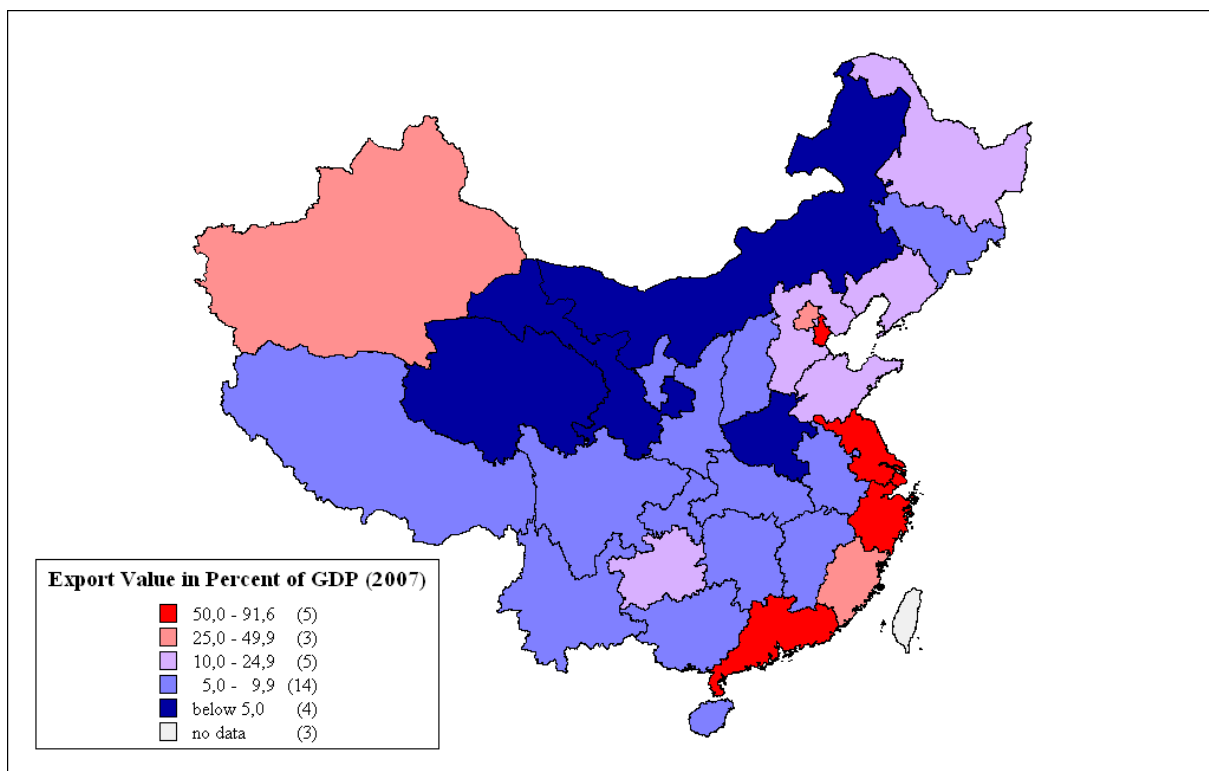 Export Value in Percent of GDP (2007)
50,0 - 91,6 (5)
25,0 - 49,9 (3)
10,0 - 24,9 (5)
5,0 - 9,9 (14)
below 5,0 (4)
no data (3)